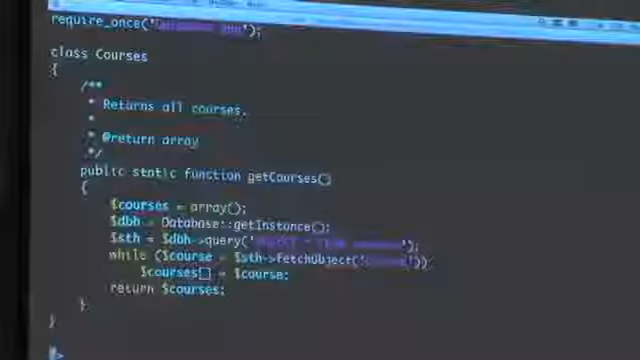 require_once('
class Courses
{
/**
* Returns all courses.
*
* @return array
*/
public static function getCourses()
{
$courses = array();
$dbh = Database::getInstance();
$sth = $dbh->query('
while ($course = $sth->fetchObject('
$courses[] = $course;
return $courses;
}
}
?>